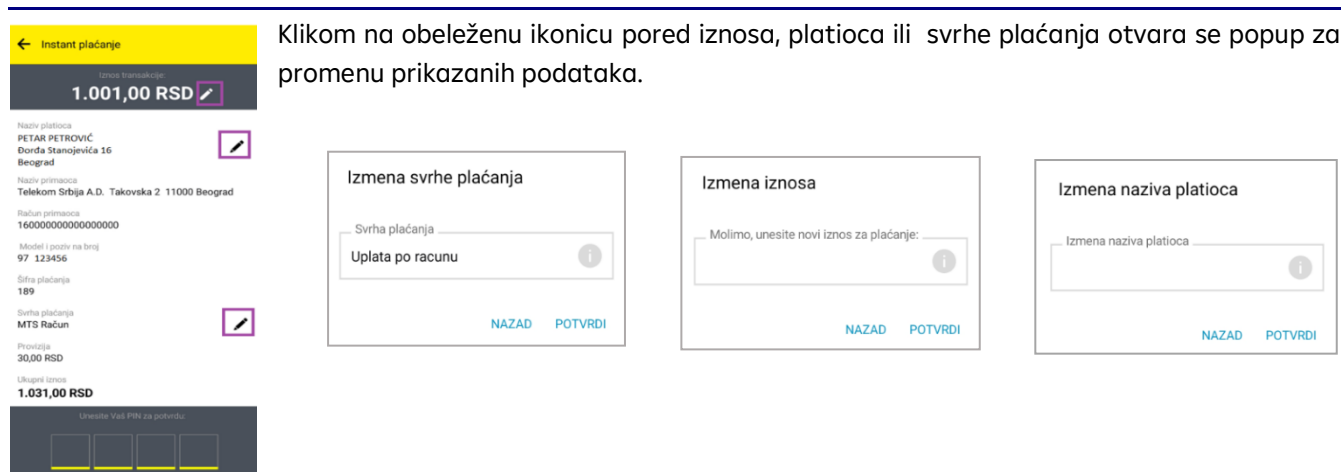 Klikom na obeleženu ikonicu pored iznosa, platioca ili svrhe plaćanja otvara se popup za
promenu prikazanih podataka.
Instant plaćanje
Iznos transakcije:
1.001,00 RSD
Naziv platioca
PETAR PETROVIĆ
Đorđa Stanojevića 16
Beograd
Naziv primaoca
Telekom Srbija A.D. Takovska 2 11000 Beograd
Račun primaoca
160000000000000000
Model i poziv na broj
97 123456
Šifra plaćanja
189
Svrha plaćanja
MTS Račun
Provizija
30,00 RSD
Ukupni iznos
1.031,00 RSD
Unesite Vaš PIN za potvrdu:
Izmena svrhe plaćanja
Svrha plaćanja
Uplata po racunu
NAZAD POTVRDI
Izmena iznosa
Molimo, unesite novi iznos za plaćanje:
NAZAD POTVRDI
Izmena naziva platioca
Izmena naziva platioca
NAZAD POTVRDI